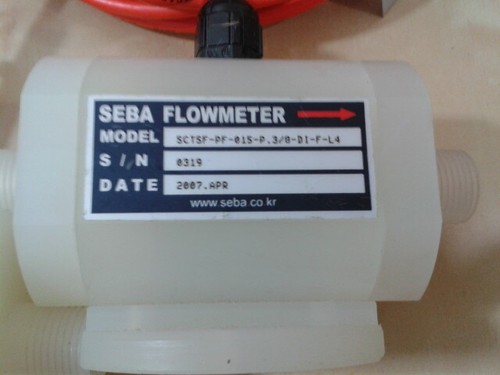 SEBA FLOWMETER
MODEL SCTSF-PF-015-P.3/8-DI-F-L4
S/N 0319
DATE 2007.APR
www.seba.co.kr